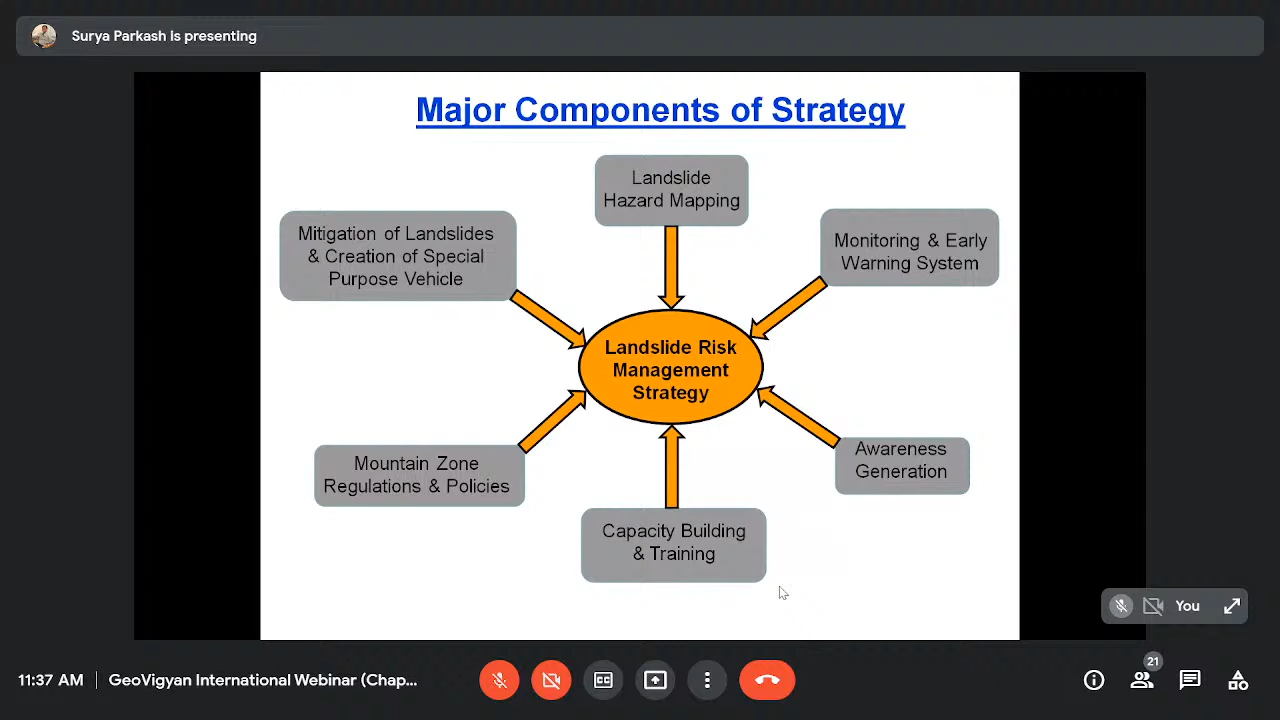 Surya Parkash is presenting
Major Components of Strategy
Landslide
Hazard Mapping
Mitigation of Landslides
& Creation of Special
Purpose Vehicle
Monitoring & Early
Warning System
Landslide Risk
Management
Strategy
Mountain Zone
Regulations & Policies
Awareness
Generation
Capacity Building
& Training
You
21
11:37 AM
GeoVigyan International Webinar (Chap...